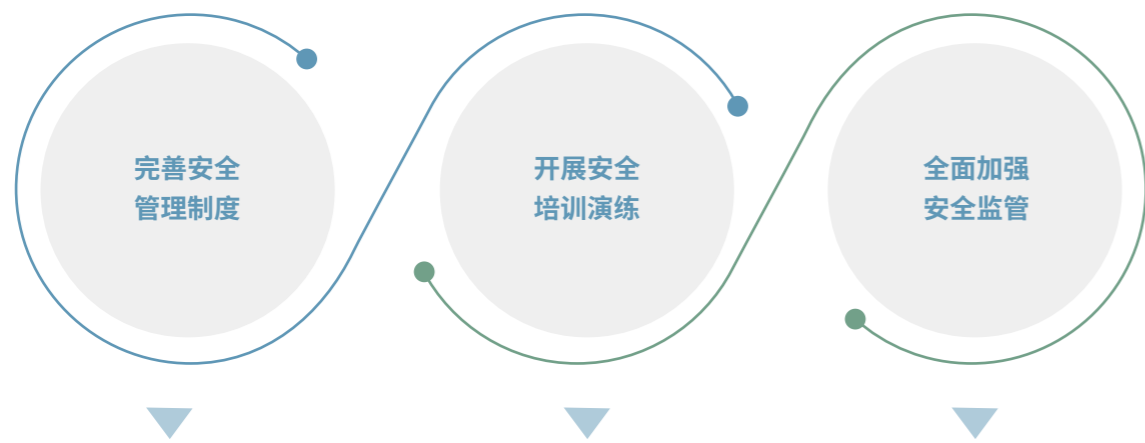 完善安全
管理制度
开展安全
培训演练
全面加强
安全监管